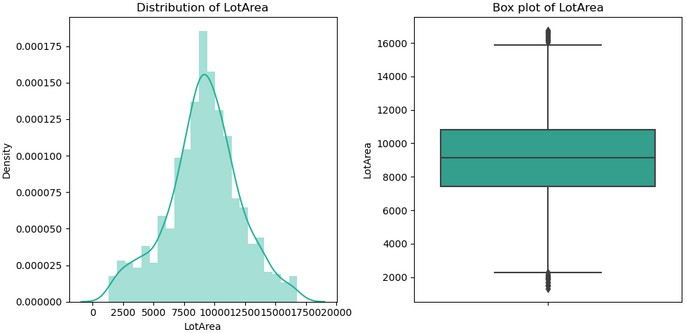 Distribution of LotArea
Box plot of LotArea
0.000175
0.000150
0.000125
0.000100
0.000075
0.000050
0.000025
0.000000
Density
0 2500 5000 7500 10000 12500 15000 17500 20000
LotArea
16000
14000
12000
10000
8000
6000
4000
2000
LotArea